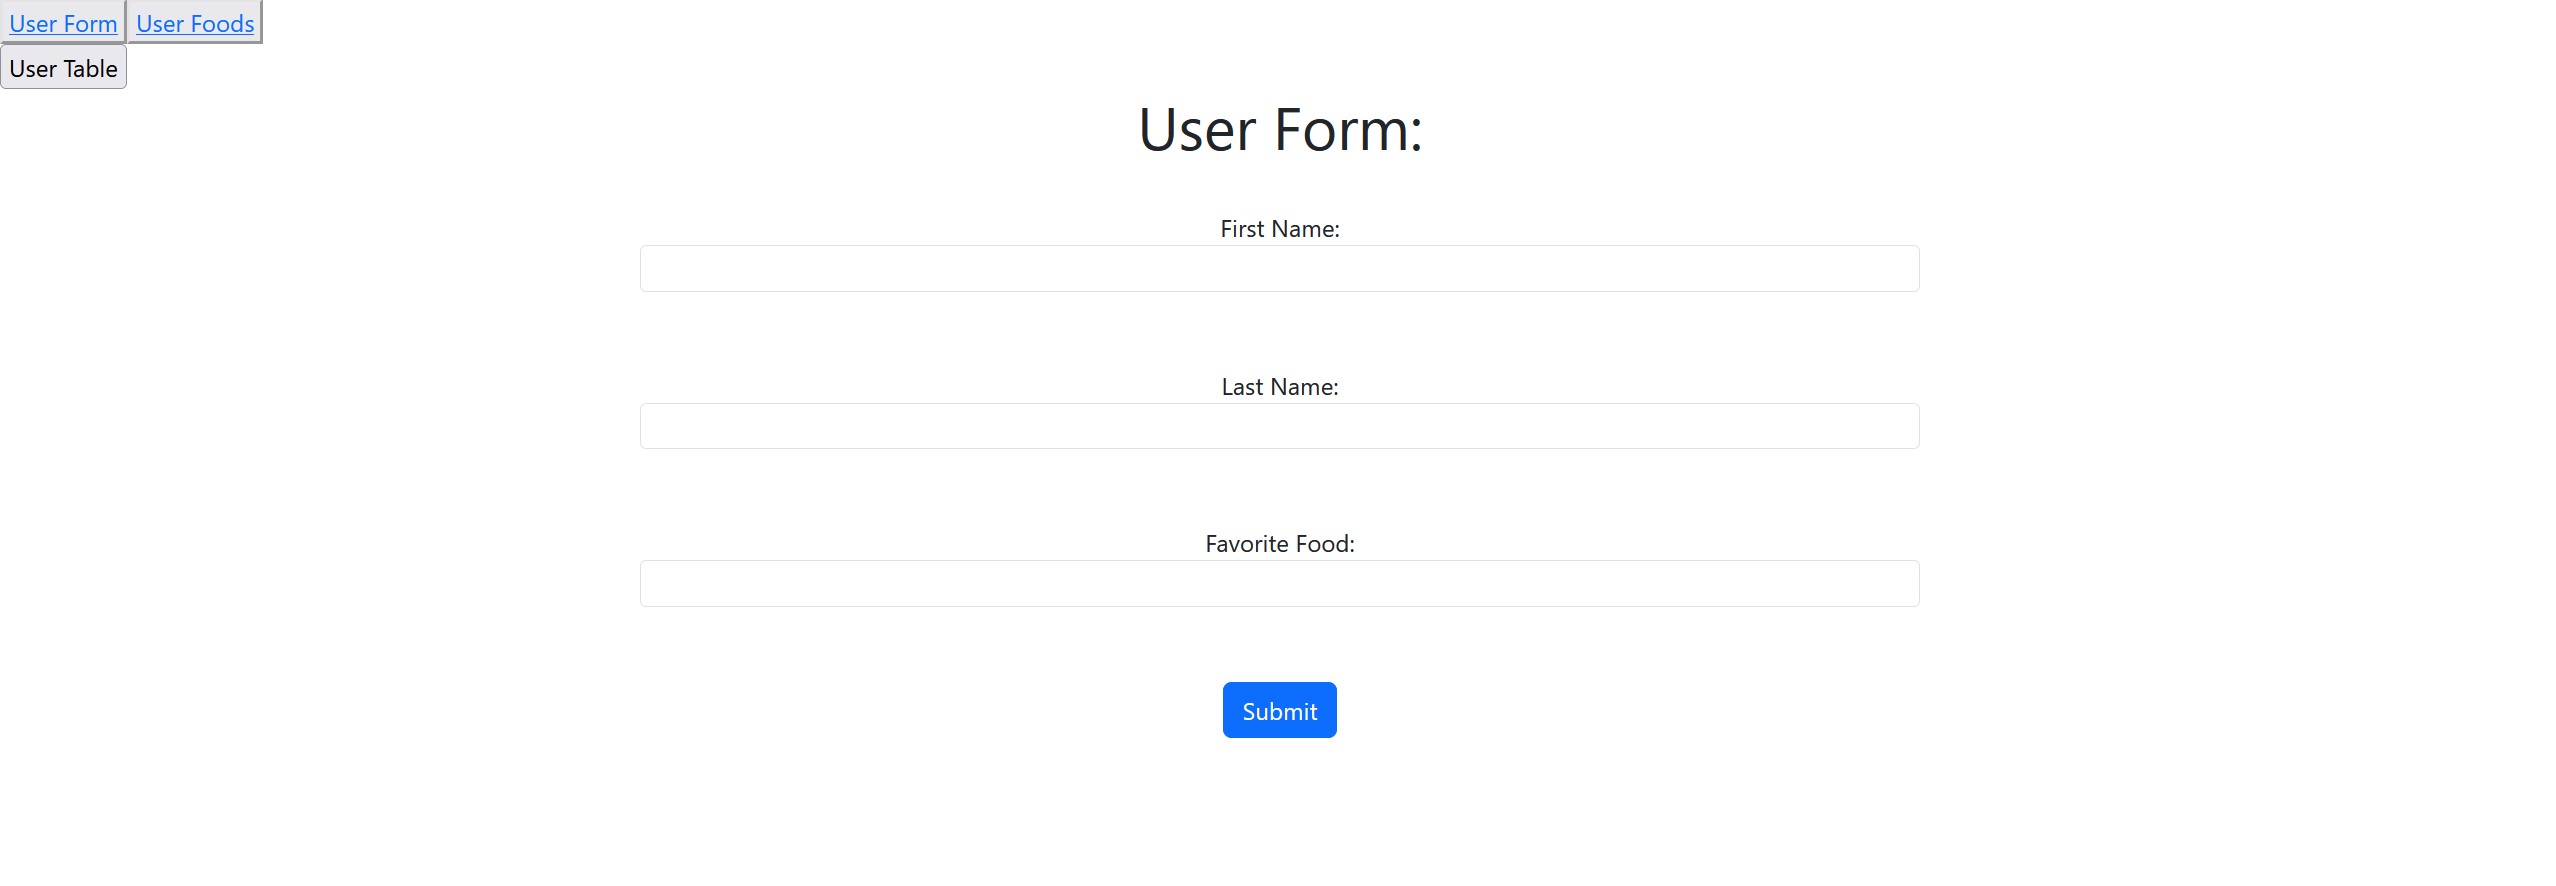 User Form User Foods
User Table
User Form:
First Name:
Last Name:
Favorite Food:
Submit